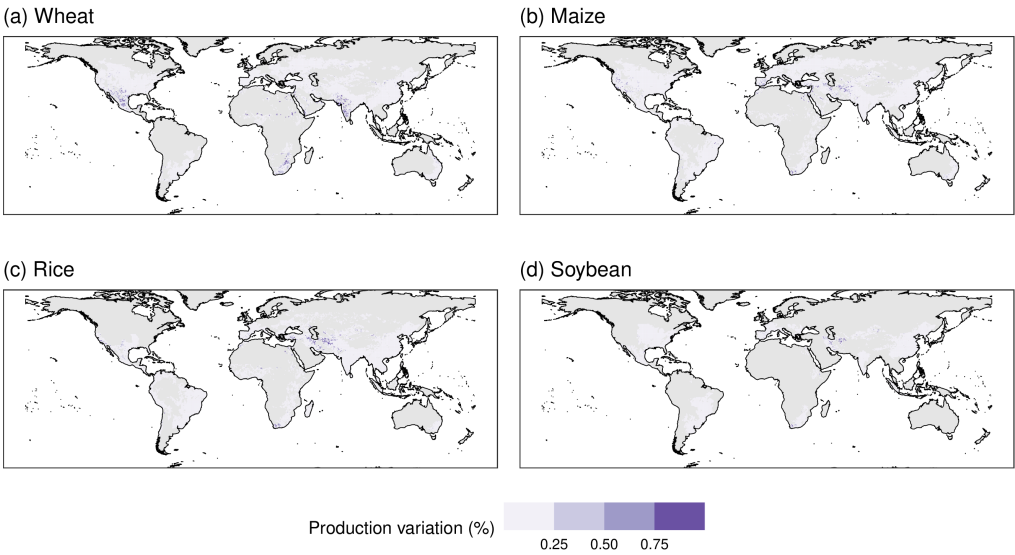 (a) Wheat
(b) Maize
(c) Rice
(d) Soybean
Production variation (%)
0.25 0.50 0.75